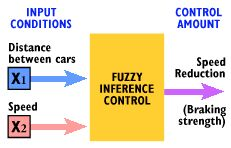 INPUT
CONDITIONS
CONTROL
AMOUNT
Distance
between cars
X1
Speed
X2
FUZZY
INFERENCE
CONTROL
Speed
Reduction
(Braking
strength)